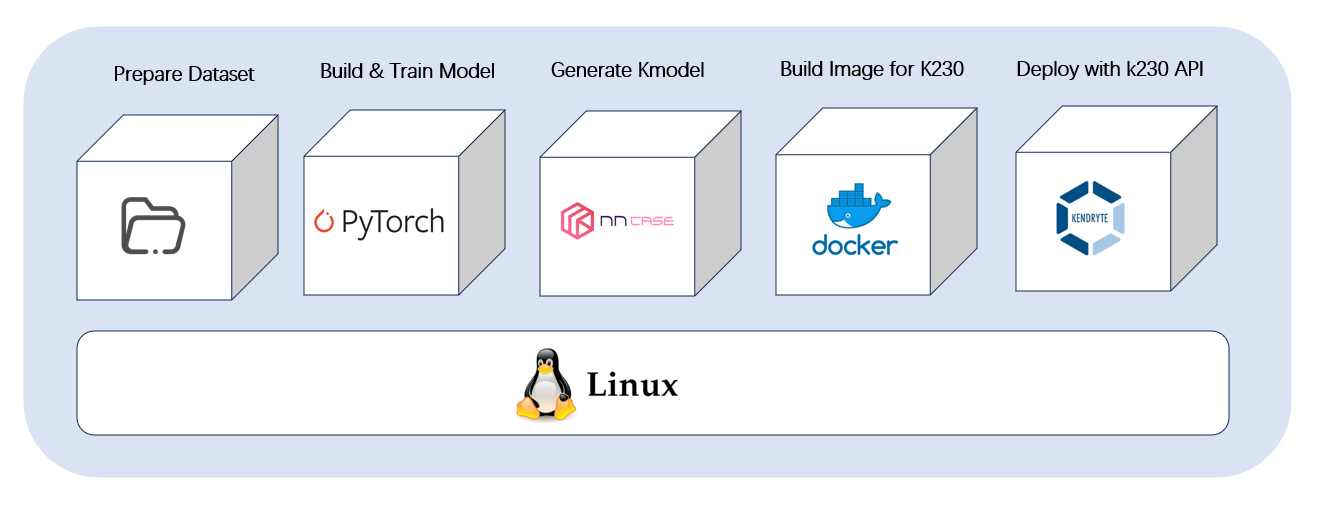 Prepare Dataset
Build & Train Model
Generate Kmodel
Build Image for K230
Deploy with k230 API
PyTorch
nncase
docker
KENDRYTE
Linux